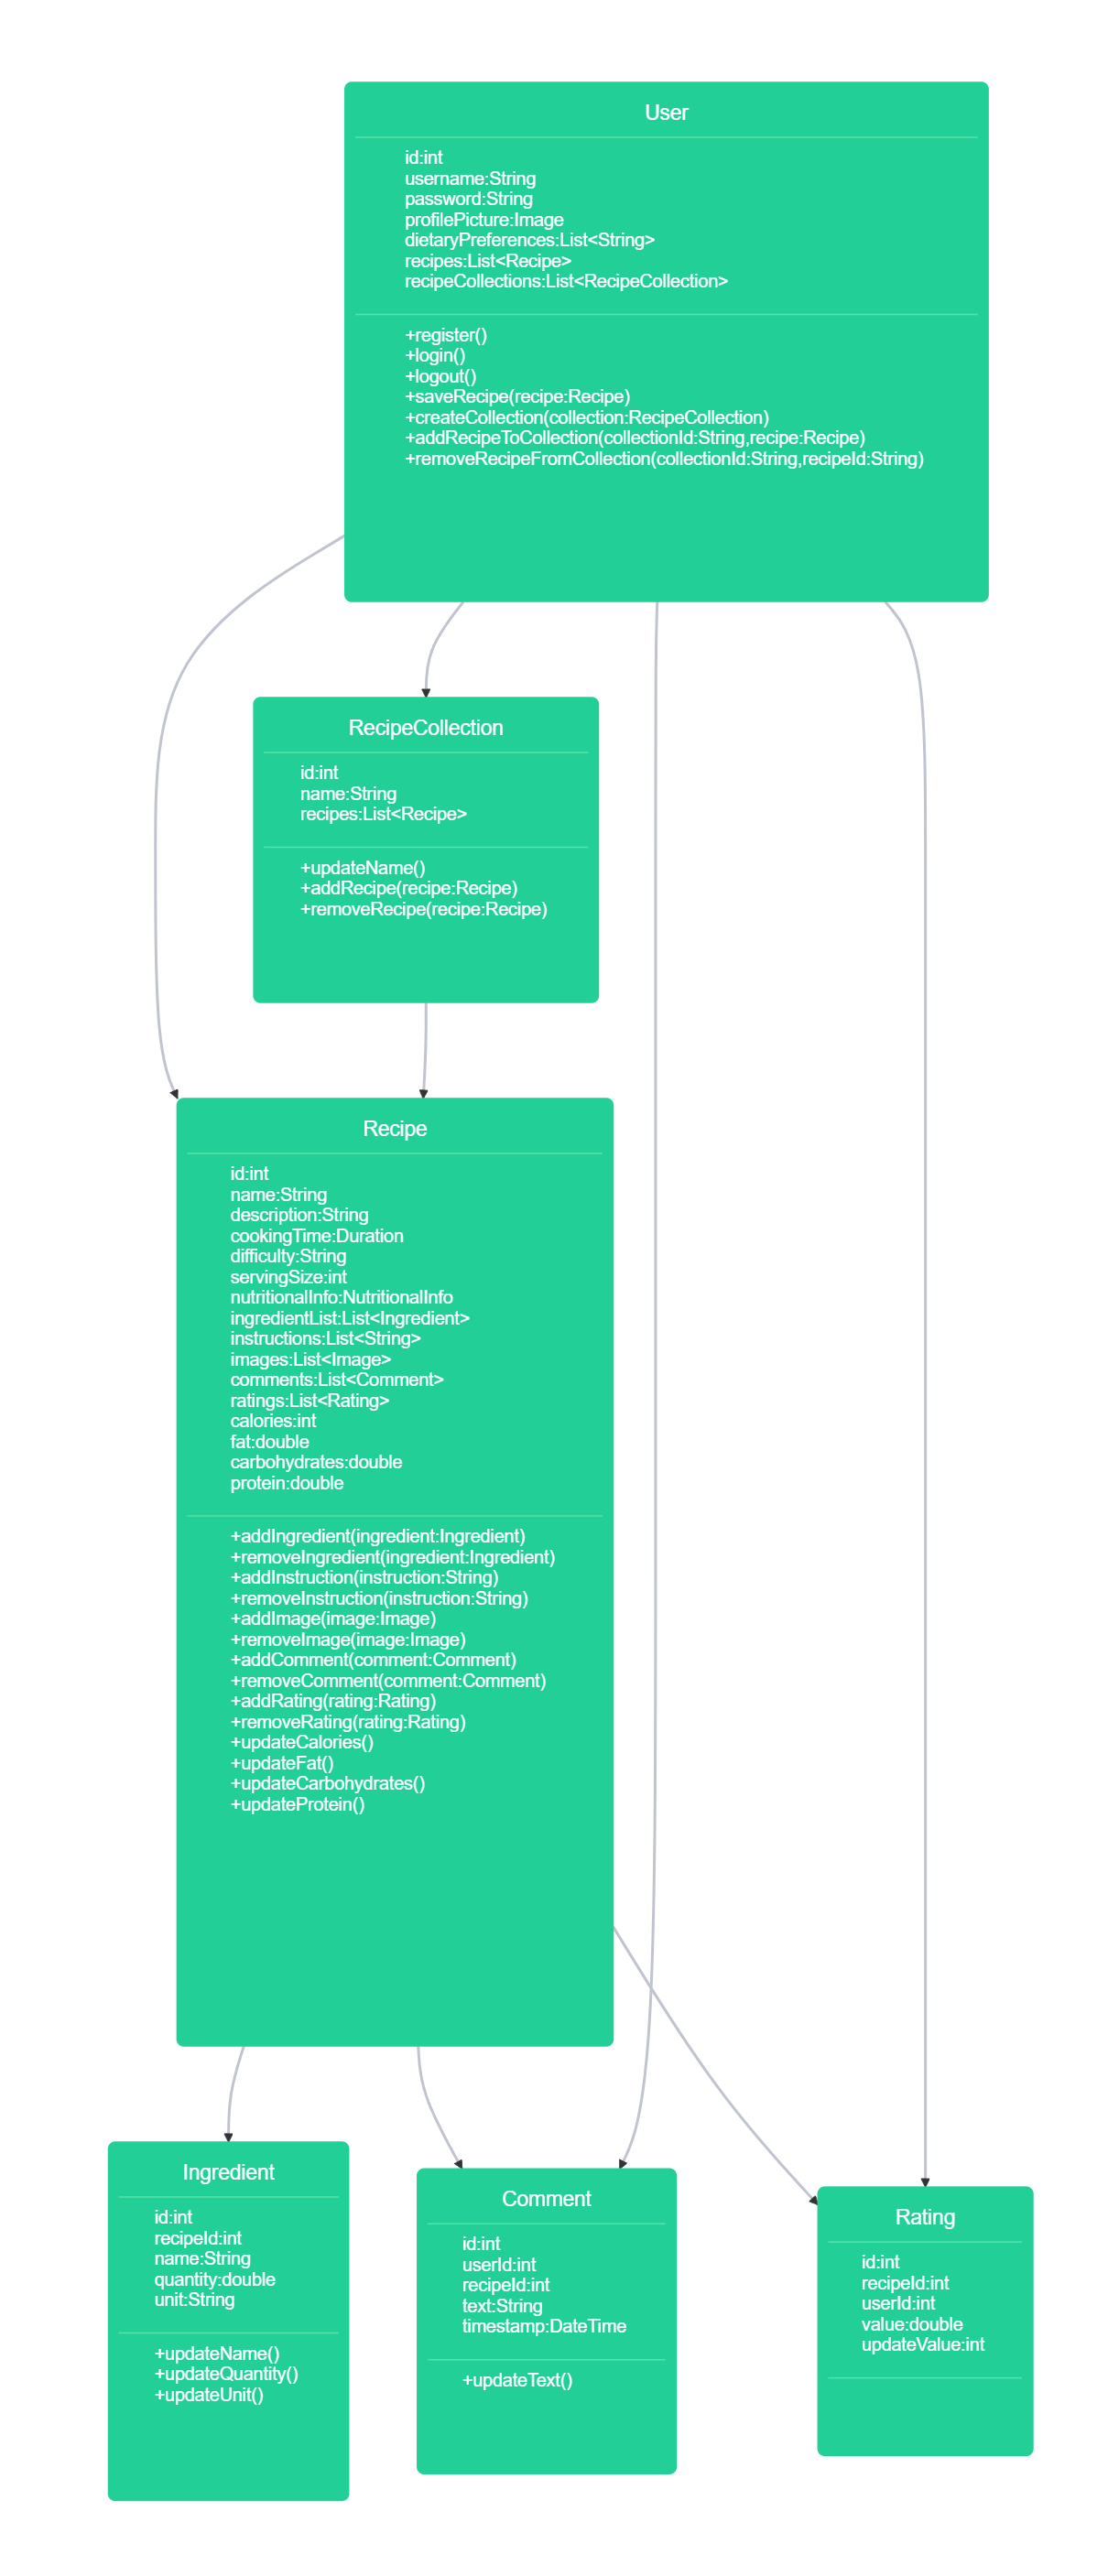 User
id:int
username:String
password:String
profilePicture:Image
dietaryPreferences:List<String>
recipes:List<Recipe>
recipeCollections:List<RecipeCollection>
+register()
+login()
+logout()
+saveRecipe(recipe:Recipe)
+createCollection(collection:RecipeCollection)
+addRecipeToCollection(collectionId:String,recipe:Recipe)
+removeRecipeFromCollection(collectionId:String,recipeId:String)
RecipeCollection
id:int
name:String
recipes:List<Recipe>
+updateName()
+addRecipe(recipe:Recipe)
+removeRecipe(recipe:Recipe)
Recipe
id:int
name:String
description:String
cookingTime:Duration
difficulty:String
servingSize:int
nutritionalInfo:NutritionalInfo
ingredientList:List<Ingredient>
instructions:List<String>
images:List<Image>
comments:List<Comment>
ratings:List<Rating>
calories:int
fat:double
carbohydrates:double
protein:double
+addIngredient(ingredient:Ingredient)
+removeIngredient(ingredient:Ingredient)
+addInstruction(instruction:String)
+removeInstruction(instruction:String)
+addImage(image:Image)
+removeImage(image:Image)
+addComment(comment:Comment)
+removeComment(comment:Comment)
+addRating(rating:Rating)
+removeRating(rating:Rating)
+updateCalories()
+updateFat()
+updateCarbohydrates()
+updateProtein()
Ingredient
id:int
recipeId:int
name:String
quantity:double
unit:String
+updateName()
+updateQuantity()
+updateUnit()
Comment
id:int
userId:int
recipeId:int
text:String
timestamp:DateTime
+updateText()
Rating
id:int
recipeId:int
userId:int
value:double
updateValue:int